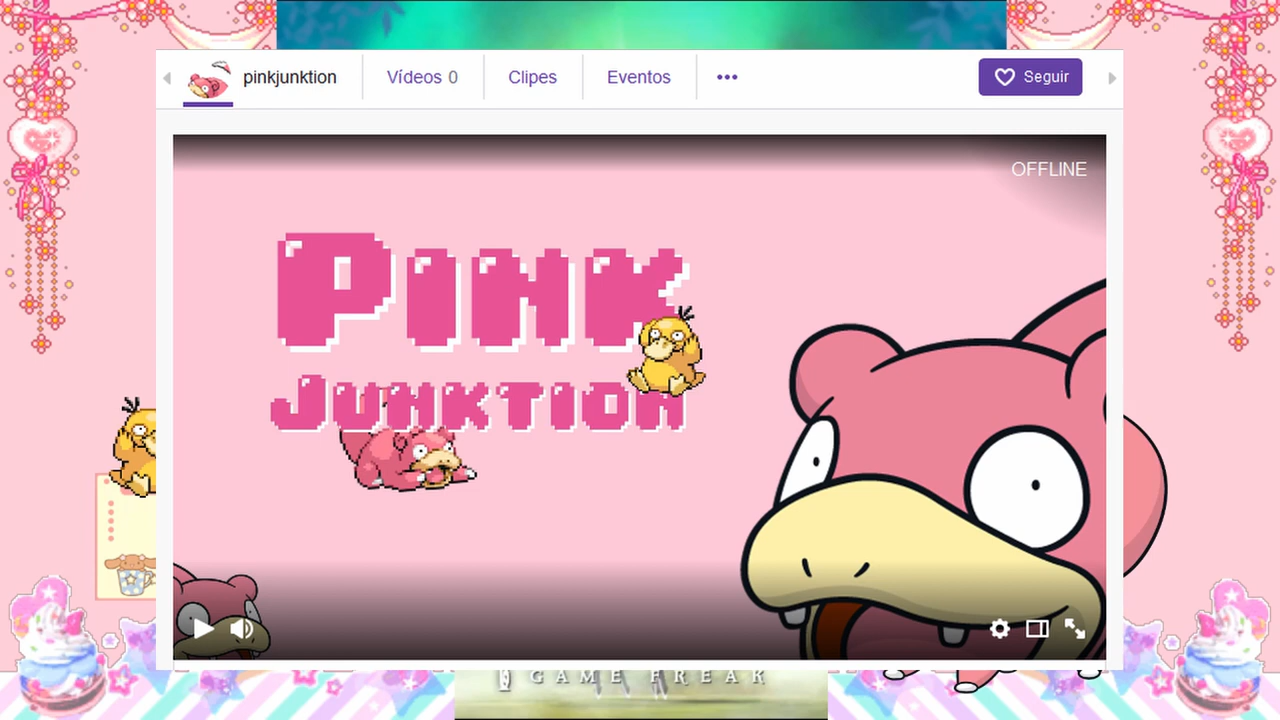 pinkjunktion
Vídeos 0
Clipes
Eventos
Seguir
OFFLINE
PINK
JUNKTION
GAME FREAK